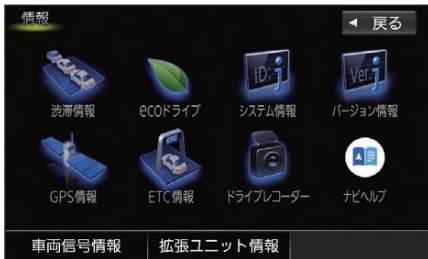 情報
◀ 戻る
ID:i
Ver.i
渋滞情報
ecoドライブ
システム情報
バージョン情報
ETC
GPS情報
ETC情報
ドライブレコーダー
ナビヘルプ
車両信号情報
拡張ユニット情報